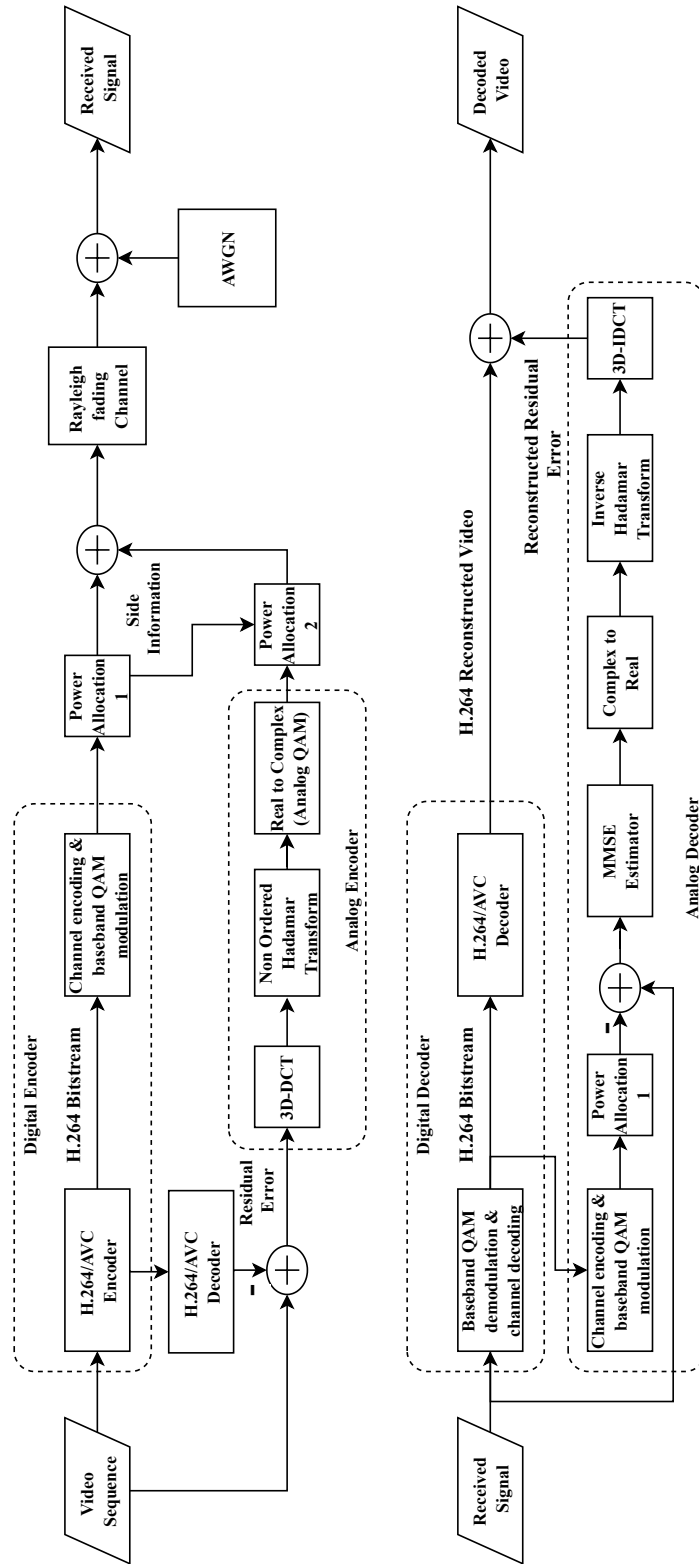 Video
Sequence
Digital Encoder
H.264/AVC
Encoder
H.264 Bitstream
Channel encoding &
baseband QAM
modulation
Power
Allocation
1
Side
Information
Rayleigh
fading
Channel
AWGN
Received
Signal
H.264/AVC
Decoder
-
Residual
Error
3D-DCT
Non Ordered
Hadamar
Transform
Real to Complex
(Analog QAM)
Analog Encoder
Power
Allocation
2
Received
Signal
Digital Decoder
Baseband QAM
demodulation &
channel decoding
H.264 Bitstream
H.264/AVC
Decoder
H.264 Reconstructed Video
Decoded
Video
Channel encoding &
baseband QAM
modulation
Power
Allocation
1
-
MMSE
Estimator
Complex to
Real
Inverse
Hadamar
Transform
3D-IDCT
Reconstructed Residual
Error
Analog Decoder